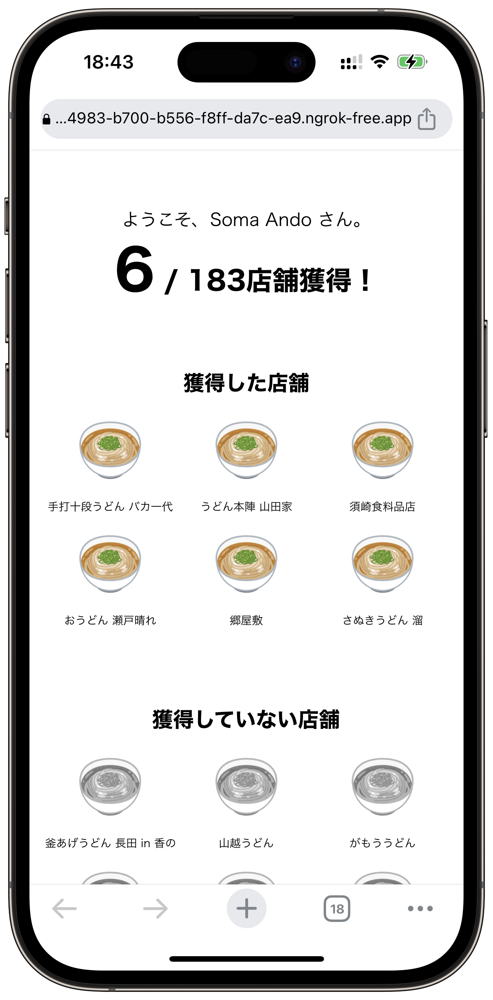 18:43
...4983-b700-b556-f8ff-da7c-ea9.ngrok-free.app
ようこそ、Soma Ando さん。
6 / 183店舗獲得！
獲得した店舗
手打十段うどん バカ一代
うどん本陣 山田家
須崎食料品店
おうどん 瀬戸晴れ
郷屋敷
さぬきうどん 溜
獲得していない店舗
釜あげうどん 長田 in 香の
山越うどん
がもううどん
18